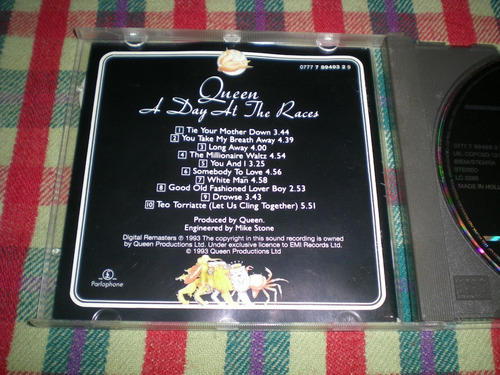 0777 7 89493 2 9
Queen
A Day At The Races
1 Tie Your Mother Down 3.44
2 You Take My Breath Away 4.39
3 Long Away 4.00
4 The Millionaire Waltz 4.54
5 You And I 3.25
6 Somebody To Love 4.56
7 White Man 4.58
8 Good Old Fashioned Lover Boy 2.53
9 Drowse 3.43
10 Teo Torriatte (Let Us Cling Together) 5.51
Produced by Queen.
Engineered by Mike Stone
Digital Remasters ℗ 1993 The copyright in this sound recording is owned
by Queen Productions Ltd. Under exclusive licence to EMI Records Ltd.
© 1993 Queen Productions Ltd
Parlophone
0777 7 89493 2
STEREO
MADE IN